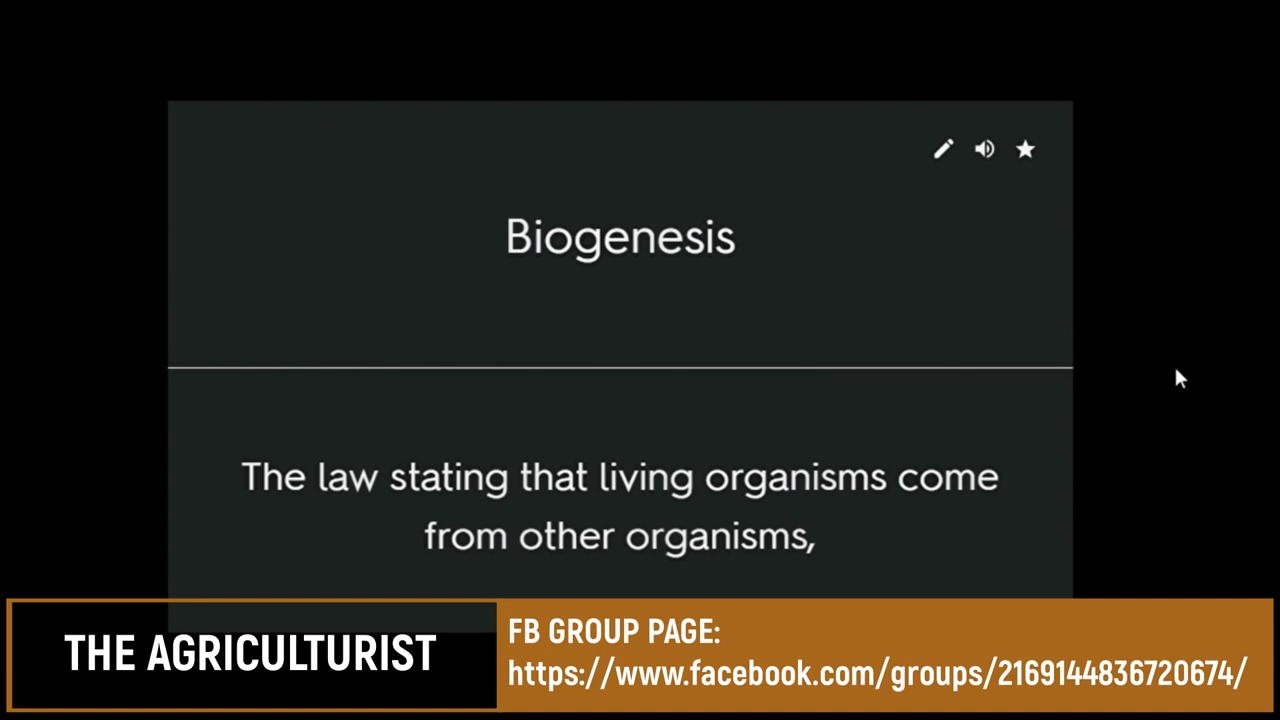 Biogenesis
The law stating that living organisms come
from other organisms,
THE AGRICULTURIST
FB GROUP PAGE:
https://www.facebook.com/groups/2169144836720674/